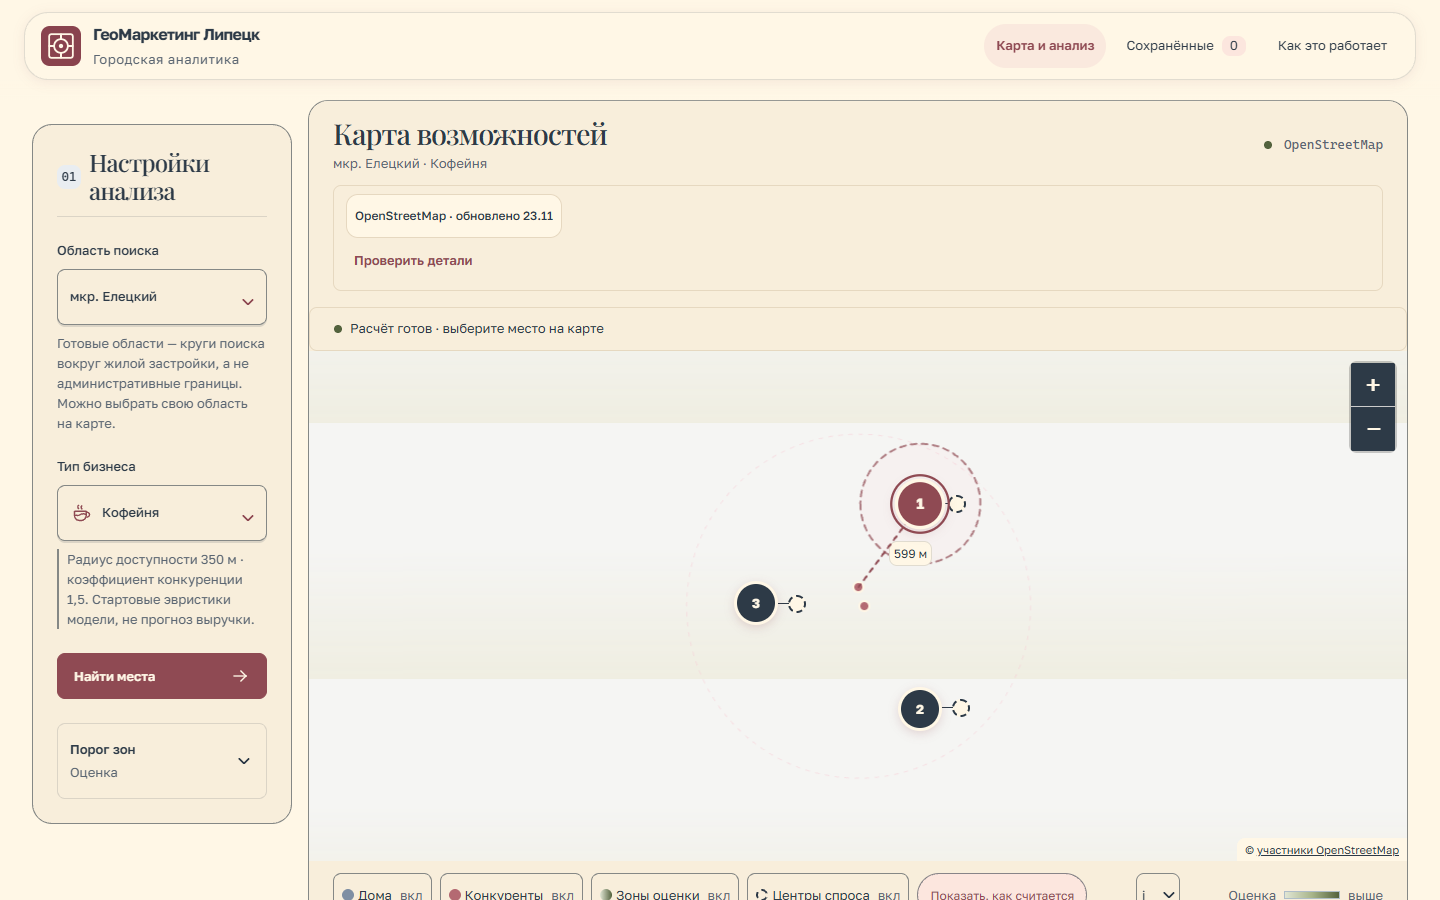 ГеоМаркетинг Липецк
Городская аналитика
Карта и анализ
Сохранённые 0
Как это работает
01
Настройки
анализа
Область поиска
мкр. Елецкий
Готовые области — круги поиска
вокруг жилой застройки, а не
административные границы.
Можно выбрать свою область
на карте.
Тип бизнеса
Кофейня
Радиус доступности 350 м ·
коэффициент конкуренции
1,5. Стартовые эвристики
модели, не прогноз выручки.
Найти места
Порог зон
Оценка
Карта возможностей
мкр. Елецкий · Кофейня
OpenStreetMap
OpenStreetMap · обновлено 23.11
Проверить детали
Расчёт готов · выберите место на карте
+
−
1
599 м
3
2
© участники OpenStreetMap
Дома вкл
Конкуренты вкл
Зоны оценки вкл
Центры спроса вкл
Показать, как считается
i
Оценка
выше